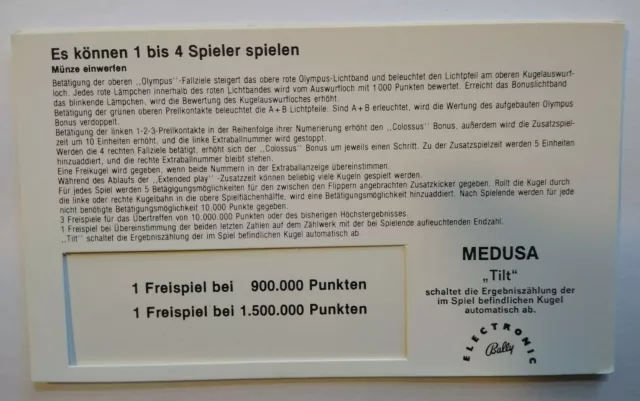 Es können 1 bis 4 Spieler spielen
Münze einwerfen
Betätigung der oberen „Olympus"-Fallziele steigert das obere rote Olympus-Lichtband und beleuchtet den Lichtpfeil am oberen Kugelauswurf-
loch. Jedes rote Lämpchen innerhalb des roten Lichtbandes wird vom Auswurfloch mit 1000 Punkten bewertet. Erreicht das Bonuslichtband
das blinkende Lämpchen, wird die Bewertung des Kugelauswurfloches erhöht.
Betätigung der grünen oberen Prellkontakte beleuchtet die A+B Lichtpfeile. Sind A+B erleuchtet, wird die Wertung des aufgebauten Olympus
Bonus verdoppelt.
Betätigung der linken 1-2-3-Prellkontakte in der Reihenfolge ihrer Numerierung erhöht den „Colossus" Bonus, außerdem wird die Zusatzspiel-
zeit um 10 Einheiten erhöht, und die linke Extraballnummer wird gestoppt.
Werden die 4 rechten Fallziele betätigt, erhöht sich der „Colossus" Bonus um jeweils einen Schritt. Zu der Zusatzspielzeit werden 5 Einheiten
hinzuaddiert, und die rechte Extraballnummer bleibt stehen.
Eine Freikugel wird gegeben, wenn beide Nummern in der Extraballanzeige übereinstimmen.
Während des Ablaufs der „Extended play"-Zusatzzeit können beliebig viele Kugeln gespielt werden.
Für jedes Spiel werden 5 Betägigungsmöglichkeiten für den zwischen den Flippern angebrachten Zusatzkicker gegeben. Rollt die Kugel durch
die linke oder rechte Kugelbahn in die obere Spielflächenhälfte, wird eine Betätigungsmöglichkeit hinzuaddiert. Nach Spielende werden für jede
nicht benötigte Betätigungsmöglichkeit 10.000 Punkte gegeben.
3 Freispiele für das Übertreffen von 10.000.000 Punkten oder des bisherigen Höchstergebnisses.
1 Freispiel bei Übereinstimmung der beiden letzten Zahlen auf dem Zählwerk mit der bei Spielende aufleuchtenden Endzahl.
„Tilt" schaltet die Ergebniszählung der im Spiel befindlichen Kugel automatisch ab
1 Freispiel bei 900.000 Punkten
1 Freispiel bei 1.500.000 Punkten
MEDUSA
„Tilt"
schaltet die Ergebniszählung der
im Spiel befindlichen Kugel
automatisch ab.
ELECTRONIC
Bally